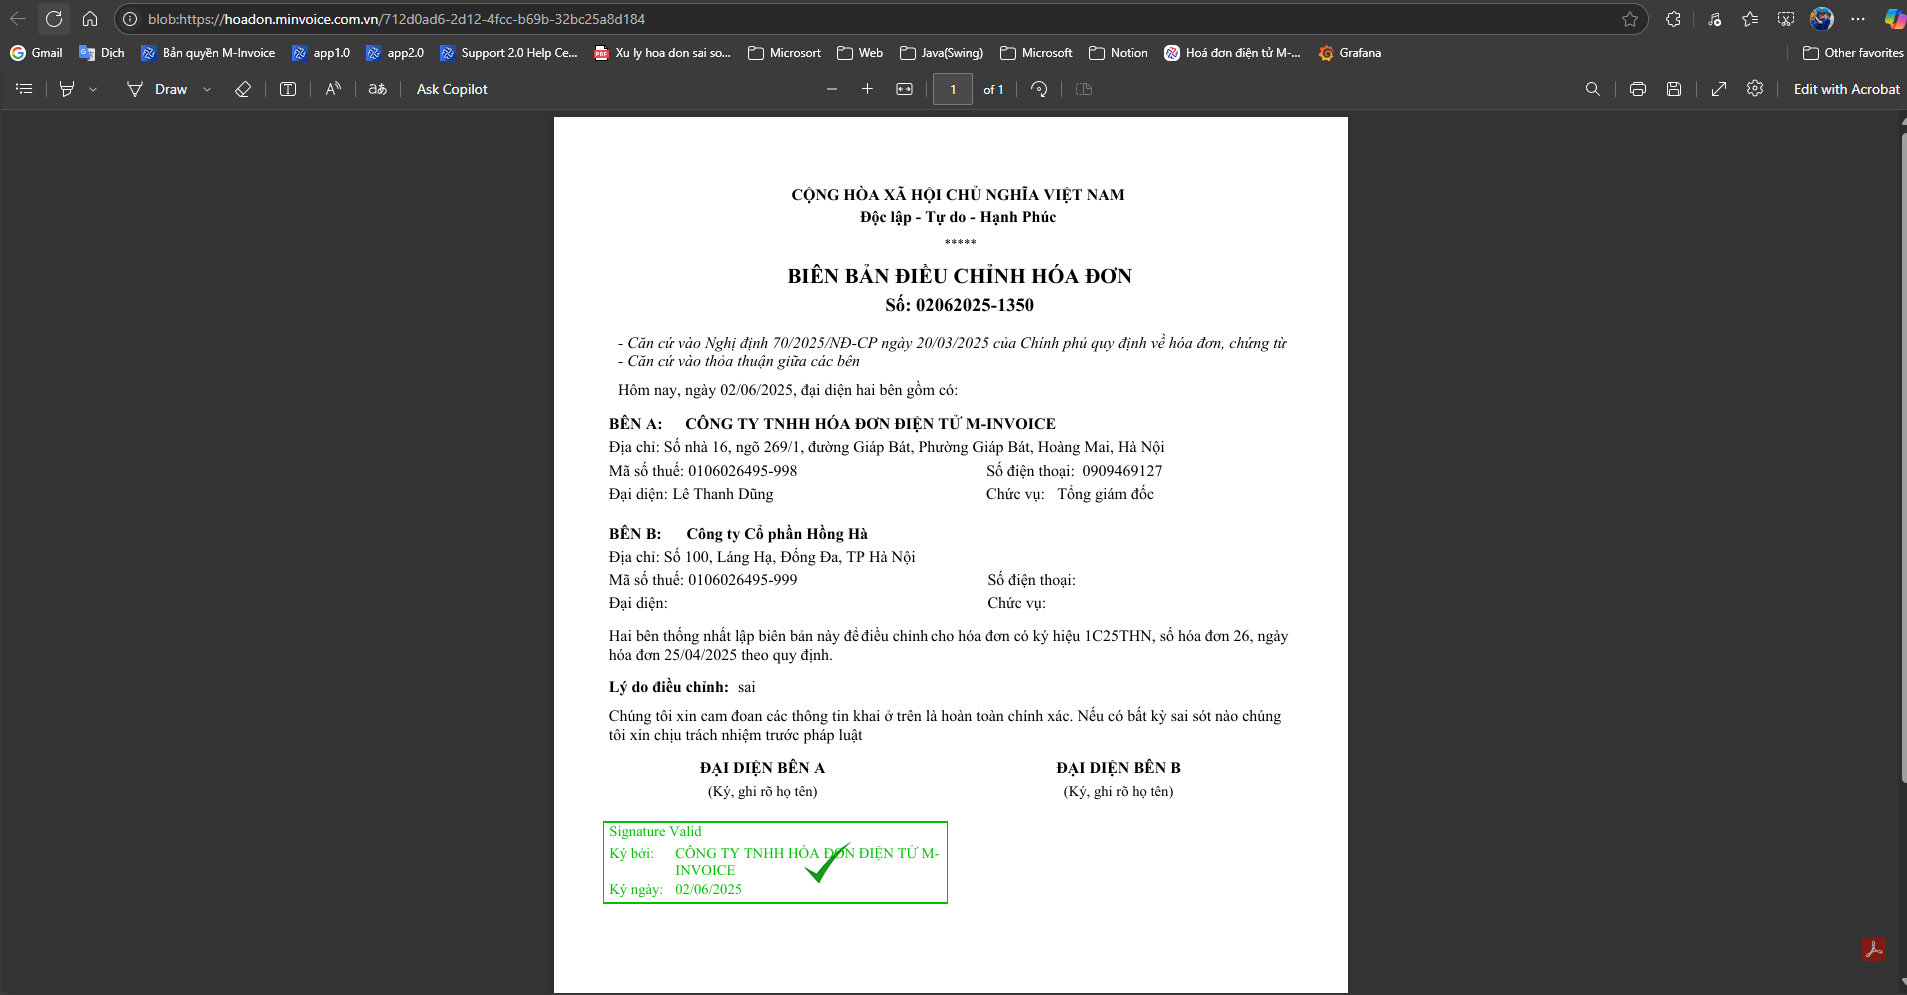 blob:https://hoadon.minvoice.com.vn/712d0ad6-2d12-4fcc-b69b-32bc25a8d184
Gmail Dịch Bản quyền M-Invoice app1.0 app2.0 Support 2.0 Help Ce... Xu ly hoa don sai so... Microsort Web Java(Swing) Microsoft Notion Hoá đơn điện tử M-... Grafana Other favorites
Draw Ask Copilot 1 of 1 Edit with Acrobat
CỘNG HÒA XÃ HỘI CHỦ NGHĨA VIỆT NAM
Độc lập - Tự do - Hạnh Phúc
*****
BIÊN BẢN ĐIỀU CHỈNH HÓA ĐƠN
Số: 02062025-1350
- Căn cứ vào Nghị định 70/2025/NĐ-CP ngày 20/03/2025 của Chính phủ quy định về hóa đơn, chứng từ
- Căn cứ vào thỏa thuận giữa các bên
Hôm nay, ngày 02/06/2025, đại diện hai bên gồm có:
BÊN A: CÔNG TY TNHH HÓA ĐƠN ĐIỆN TỬ M-INVOICE
Địa chỉ: Số nhà 16, ngõ 269/1, đường Giáp Bát, Phường Giáp Bát, Hoàng Mai, Hà Nội
Mã số thuế: 0106026495-998 Số điện thoại: 0909469127
Đại diện: Lê Thanh Dũng Chức vụ: Tổng giám đốc
BÊN B: Công ty Cổ phần Hồng Hà
Địa chỉ: Số 100, Láng Hạ, Đống Đa, TP Hà Nội
Mã số thuế: 0106026495-999 Số điện thoại:
Đại diện: Chức vụ:
Hai bên thống nhất lập biên bản này để điều chỉnh cho hóa đơn có ký hiệu 1C25THN, số hóa đơn 26, ngày
hóa đơn 25/04/2025 theo quy định.
Lý do điều chỉnh: sai
Chúng tôi xin cam đoan các thông tin khai ở trên là hoàn toàn chính xác. Nếu có bất kỳ sai sót nào chúng
tôi xin chịu trách nhiệm trước pháp luật
ĐẠI DIỆN BÊN A ĐẠI DIỆN BÊN B
(Ký, ghi rõ họ tên) (Ký, ghi rõ họ tên)
Signature Valid
Ký bởi: CÔNG TY TNHH HÓA ĐƠN ĐIỆN TỬ M-
INVOICE
Ký ngày: 02/06/2025